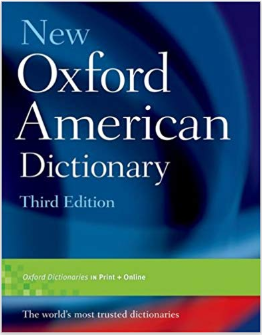 New
Oxford
American
Dictionary
Third Edition
Oxford Dictionaries IN Print + Online
The world's most trusted dictionaries